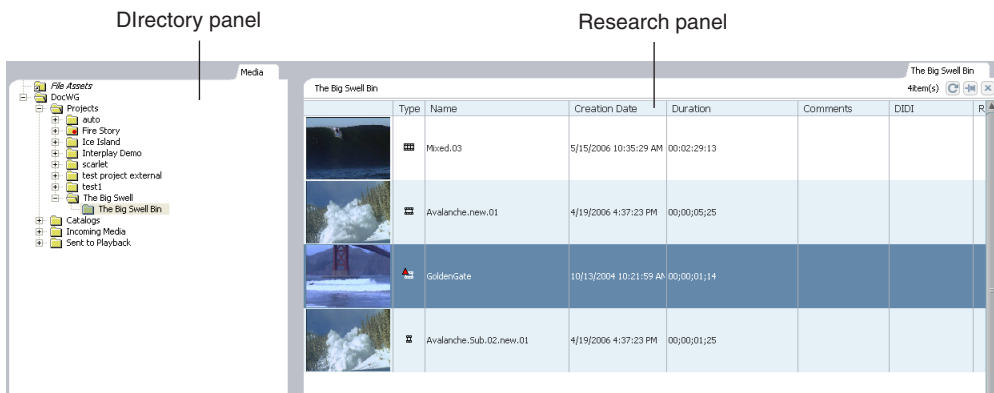 DIrectory panel
Research panel
Media
File Assets
DocWG
Projects
auto
Fire Story
Ice Island
Interplay Demo
scarlet
test project external
test1
The Big Swell
The Big Swell Bin
Catalogs
Incoming Media
Sent to Playback
The Big Swell Bin
The Big Swell Bin 4item(s)
Type Name Creation Date Duration Comments DIDI R
Mixed.03 5/15/2006 10:35:29 AM 00:02:29:13
Avalanche.new.01 4/19/2006 4:37:23 PM 00;00;05;25
GoldenGate 10/13/2004 10:21:59 AM 00;00;01;14
Avalanche.Sub.02.new.01 4/19/2006 4:37:23 PM 00;00;01;25